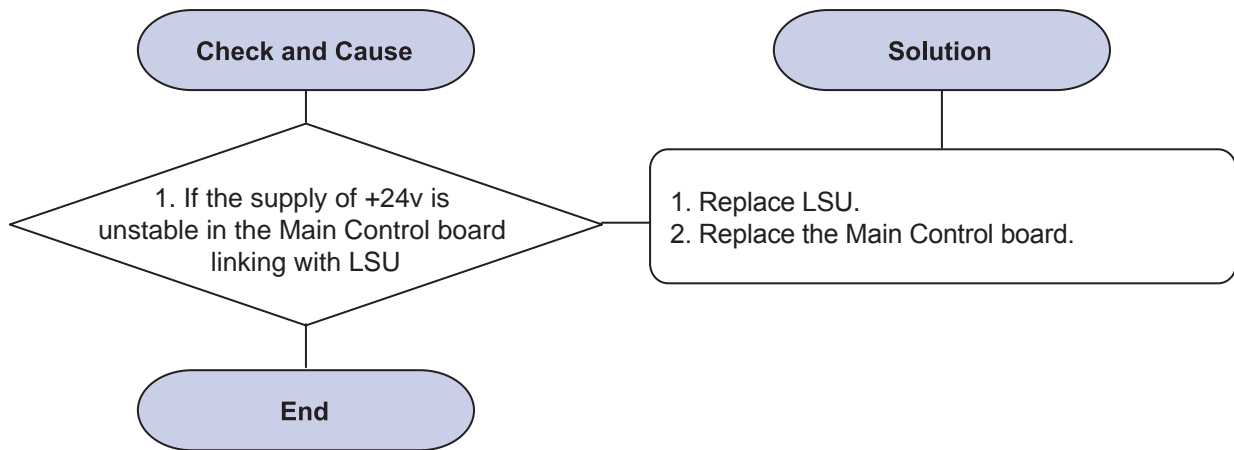 Check and Cause
Solution
1. If the supply of +24v is
unstable in the Main Control board
linking with LSU
1. Replace LSU.
2. Replace the Main Control board.
End